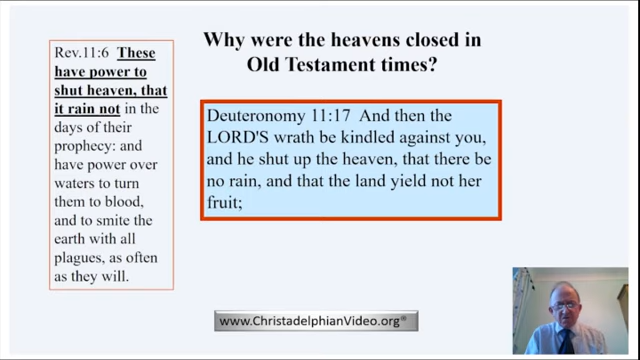 Why were the heavens closed in
Old Testament times?
Rev.11:6 These
have power to
shut heaven, that
it rain not in the
days of their
prophecy: and
have power over
waters to turn
them to blood,
and to smite the
earth with all
plagues, as often
as they will.
Deuteronomy 11:17 And then the
LORD'S wrath be kindled against you,
and he shut up the heaven, that there be
no rain, and that the land yield not her
fruit;
www.ChristadelphianVideo.org®